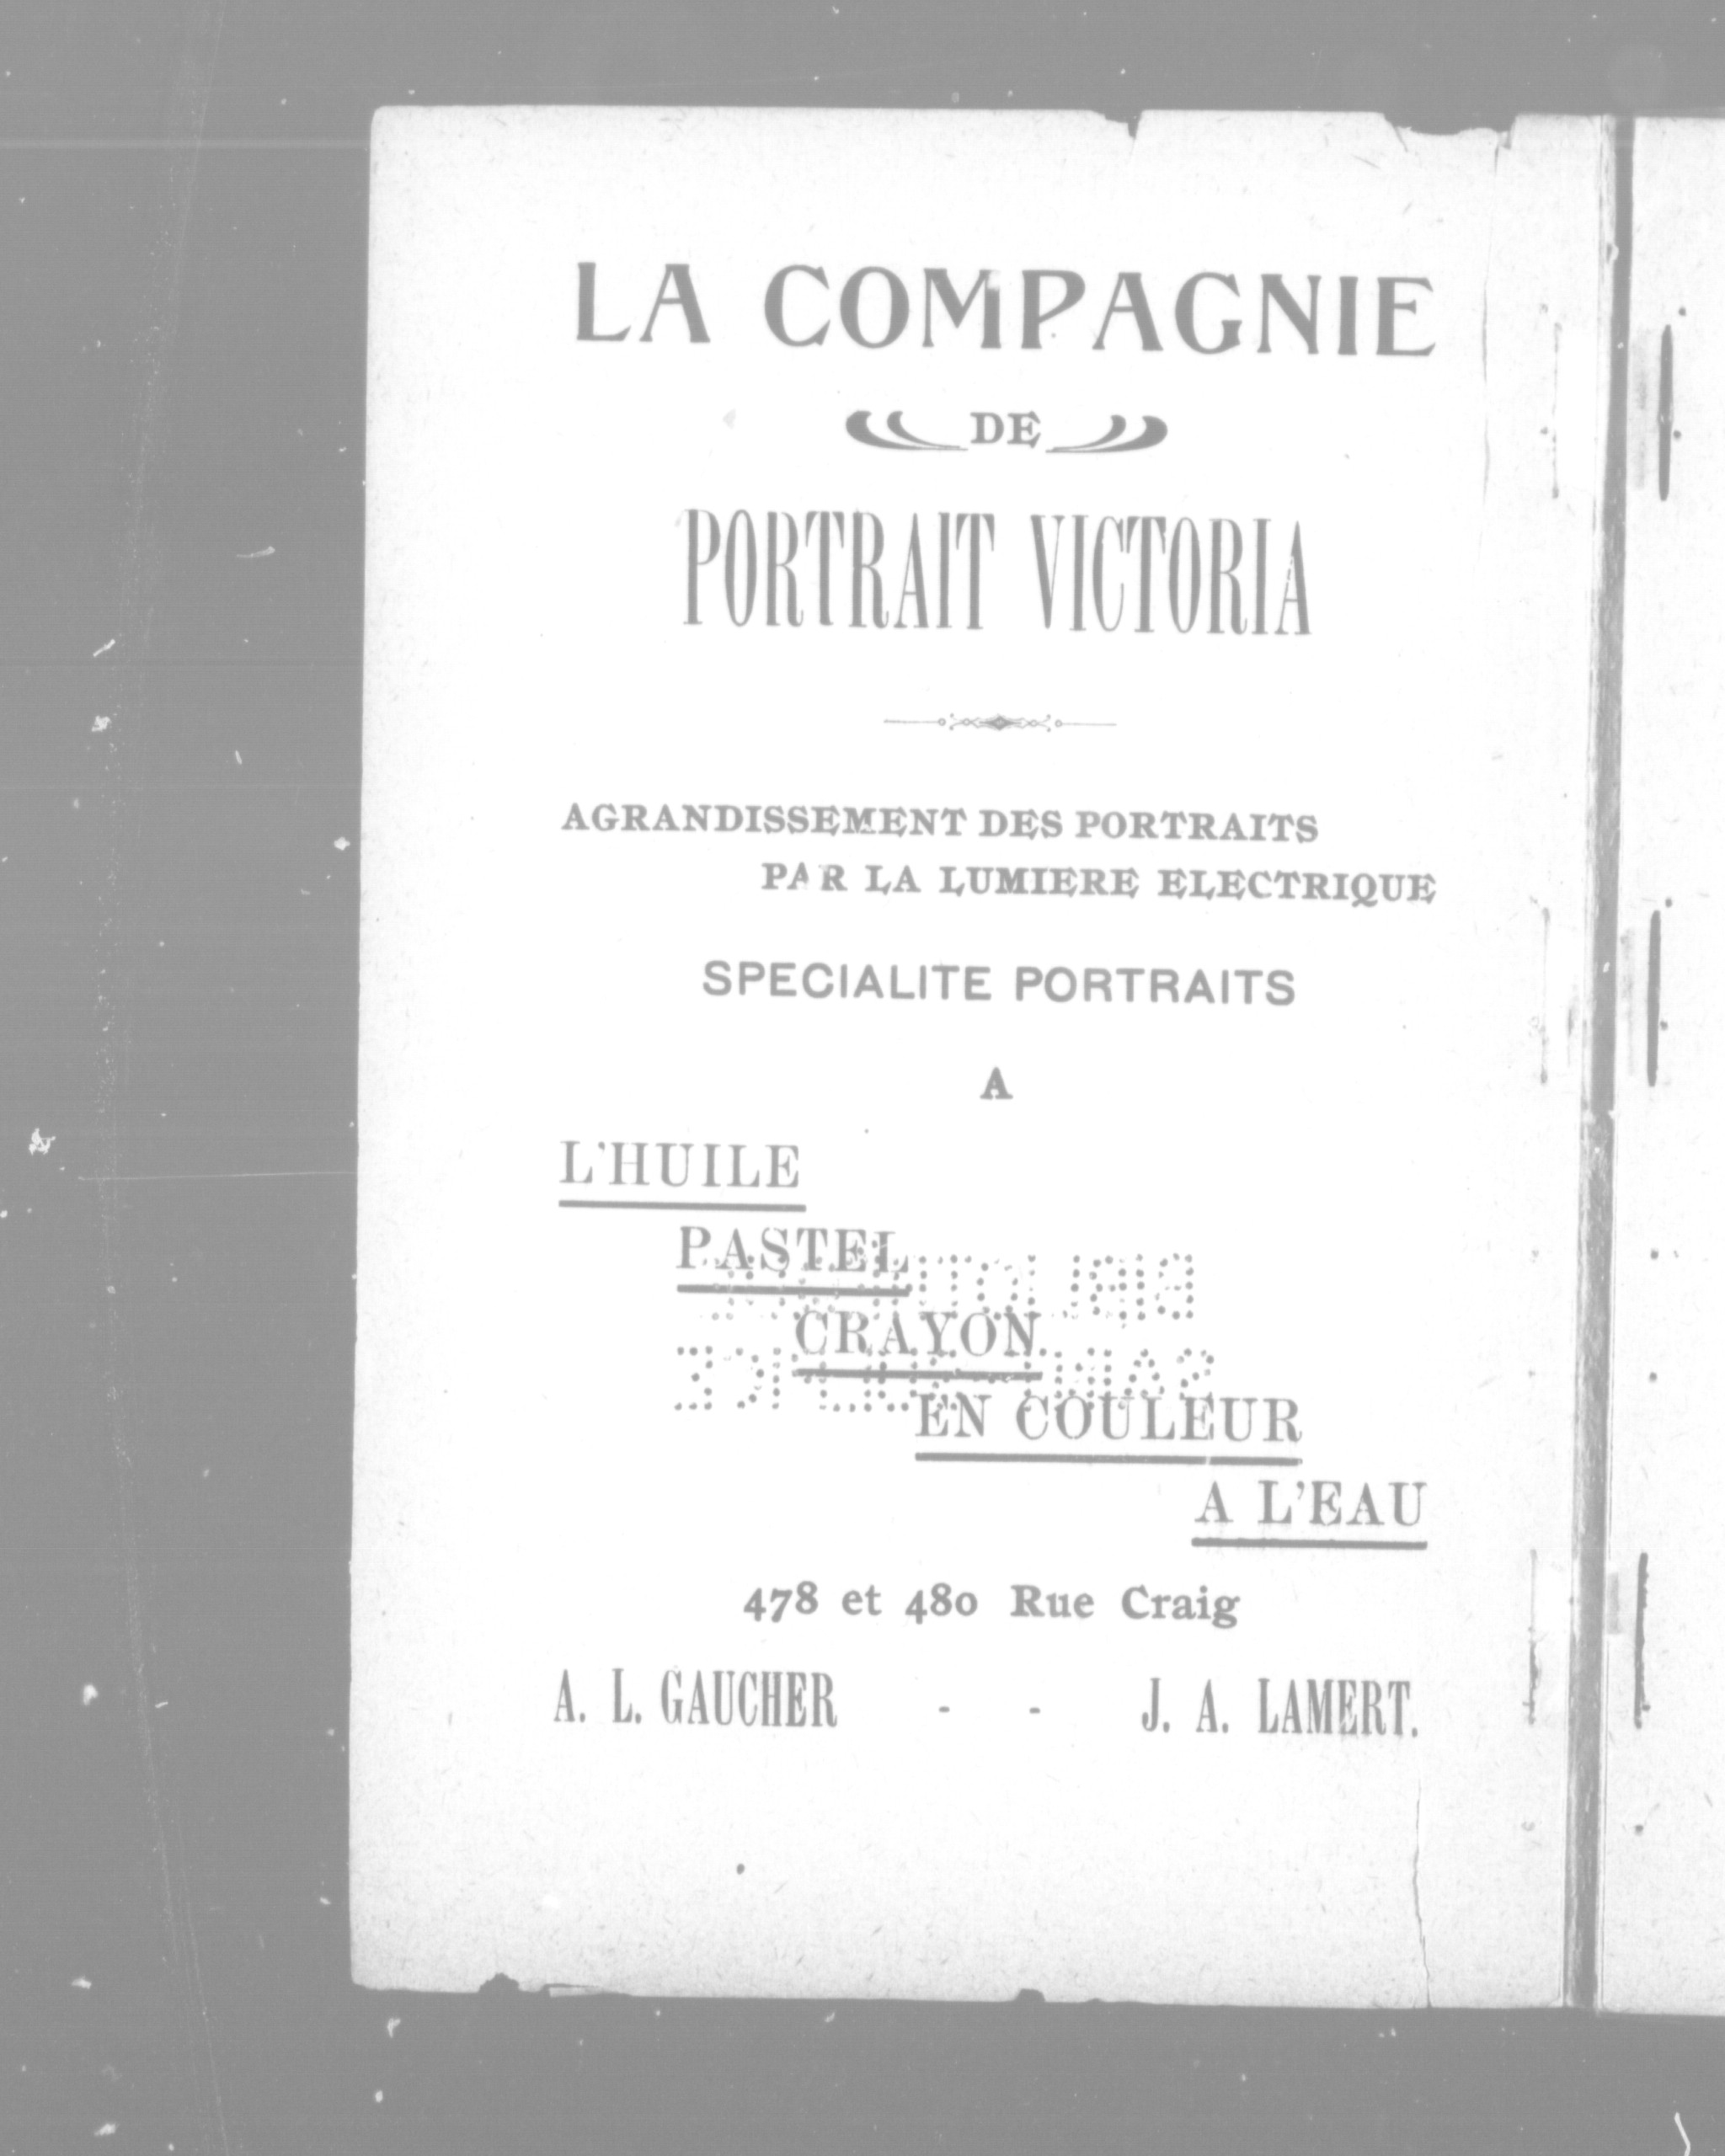 LA COMPAGNIE
DE
PORTRAIT VICTORIA
AGRANDISSEMENT DES PORTRAITS
PAR LA LUMIERE ELECTRIQUE
SPECIALITE PORTRAITS
A
L'HUILE
PASTEL
CRAYON
EN COULEUR
A L'EAU
478 et 480 Rue Craig
A. L. GAUCHER - - J. A. LAMERT.